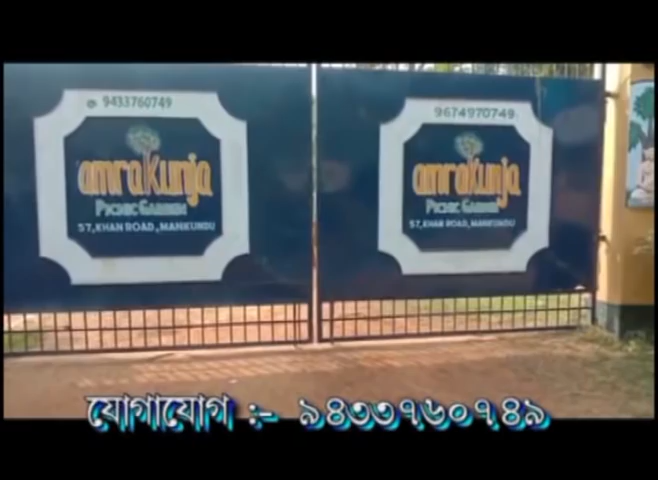 9433760749
amrakunja
PICNIC GARDEN
57, KHAN ROAD, MANKUNDU
9674970749
amrakunja
PICNIC GARDEN
57, KHAN ROAD, MANKUNDU
যোগাযোগ :- ৯৪৩৩৭৬০৭৪৯